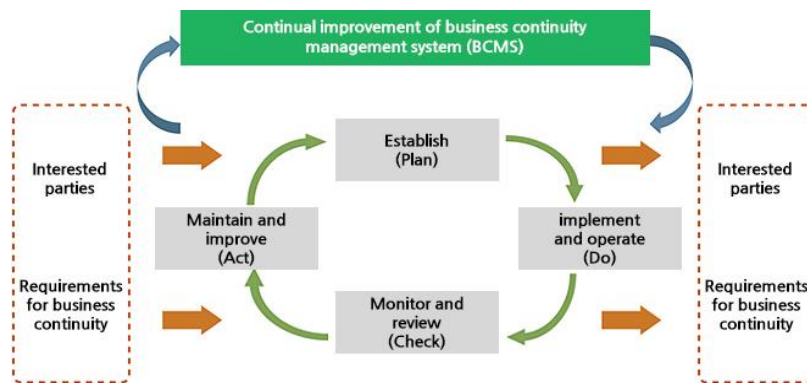 Continual improvement of business continuity
management system (BCMS)
Interested
parties
Requirements
for business
continuity
Establish
(Plan)
Maintain and
improve
(Act)
implement
and operate
(Do)
Monitor and
review
(Check)
Interested
parties
Requirements
for business
continuity